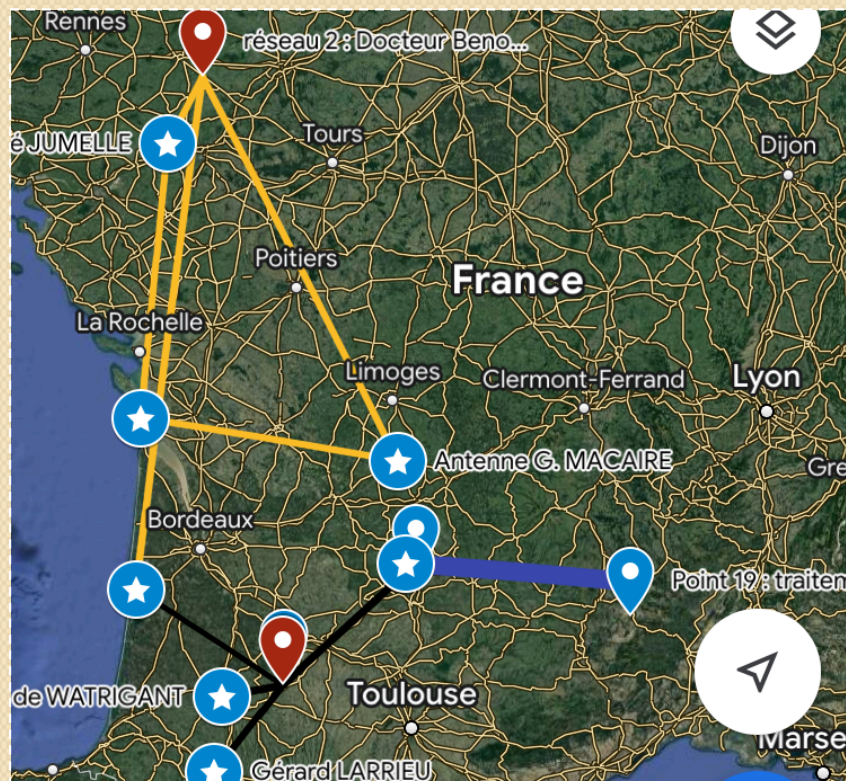 Rennes
réseau 2 : Docteur Beno...
é JUMELLE
Tours
Dijon
Poitiers
France
La Rochelle
Limoges
Clermont-Ferrand
Lyon
Antenne G. MACAIRE
Gre
Bordeaux
Point 19 : traitem
de WATRIGANT
Toulouse
Marse
Gérard LARRIEU